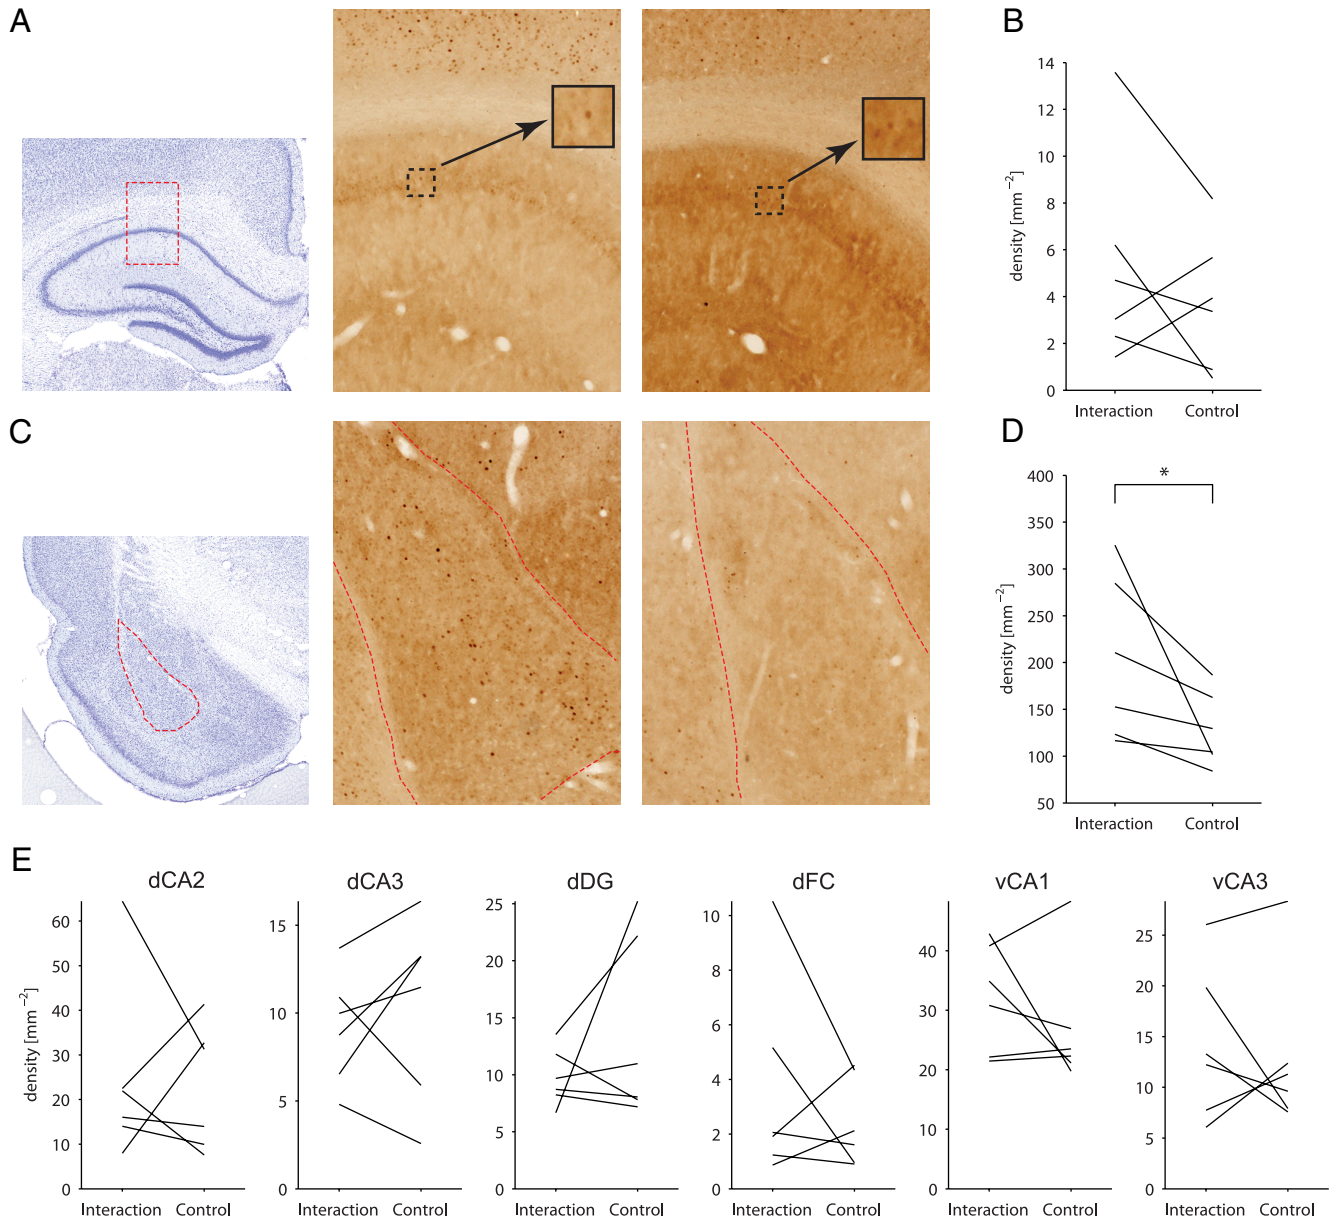 A
B
density [mm⁻²]
14
12
10
8
6
4
2
0
Interaction Control
C
D
*
density [mm⁻²]
400
350
300
250
200
150
100
50
Interaction Control
E
dCA2
density [mm⁻²]
60
50
40
30
20
10
0
Interaction Control
dCA3
15
10
5
0
Interaction Control
dDG
25
20
15
10
5
0
Interaction Control
dFC
10
8
6
4
2
0
Interaction Control
vCA1
40
30
20
10
0
Interaction Control
vCA3
25
20
15
10
5
0
Interaction Control